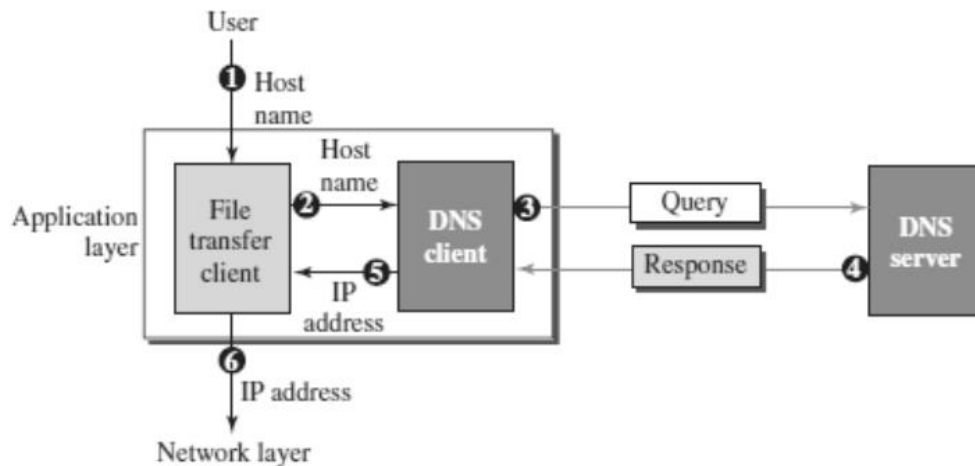 User
1
Host
name
Application
layer
File
transfer
client
Host
2
name
5
IP
address
DNS
client
3
Query
Response
4
DNS
server
6
IP address
Network layer